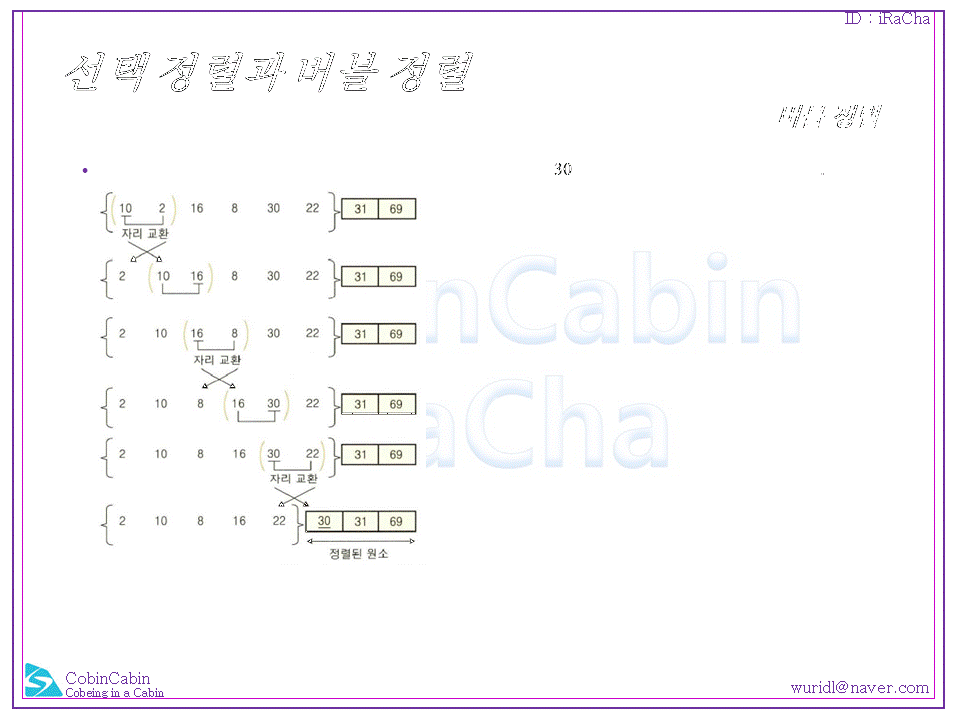 ID : iRaCha
선택 정렬과 버블 정렬
버블 정렬
• 30
10 2 16 8 30 22 31 69
자리 교환
2 10 16 8 30 22 31 69
2 10 16 8 30 22 31 69
자리 교환
2 10 8 16 30 22 31 69
2 10 8 16 30 22 31 69
자리 교환
2 10 8 16 22 30 31 69
정렬된 원소
CobinCabin
Cobeing in a Cabin
wuridl@naver.com